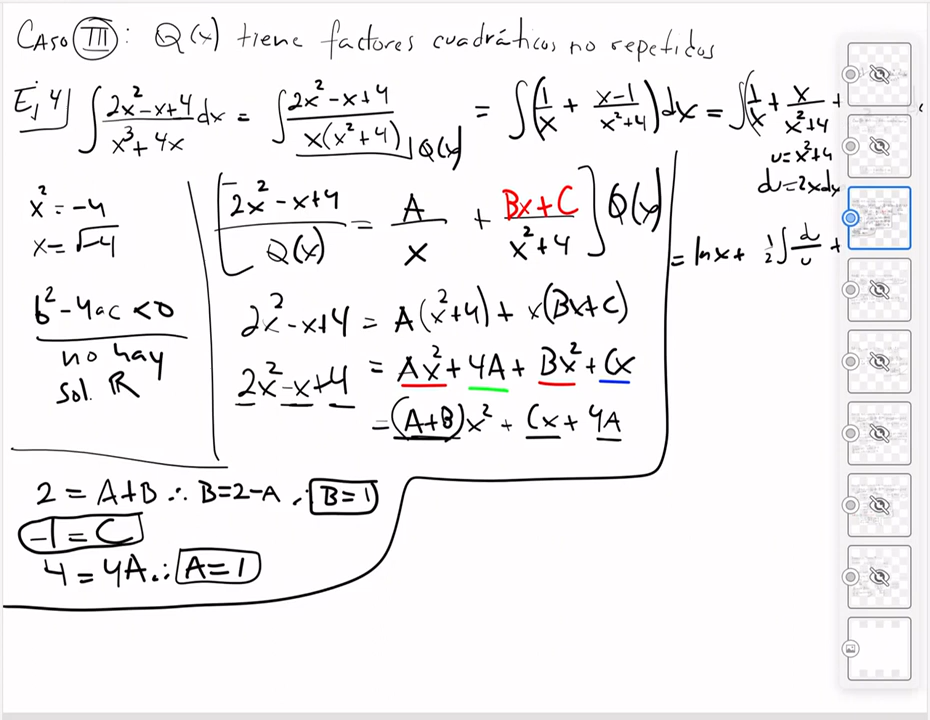 CASO III : Q(x) tiene factores cuadráticos no repetidos
Ej 4) ∫ (2x² - x + 4)/(x³ + 4x) dx = ∫ (2x² - x + 4)/(x(x² + 4)) |Q(x) = ∫ (1/x + (x-1)/(x²+4)) dx = ∫ (1/x + x/(x²+4) +
u = x²+4
du = 2xdx
= ln x + 1/2 ∫ du/u +
x² = -4
x = √-4
b² - 4ac < 0
no hay
sol. ℝ
[ (2x² - x + 4)/Q(x) = A/x + (Bx + C)/(x² + 4) ] Q(x)
2x² - x + 4 = A(x² + 4) + x(Bx + C)
2x² - x + 4 = Ax² + 4A + Bx² + Cx
= (A+B)x² + Cx + 4A
2 = A+B ∴ B = 2-A ∴ B = 1
-1 = C
4 = 4A ∴ A = 1